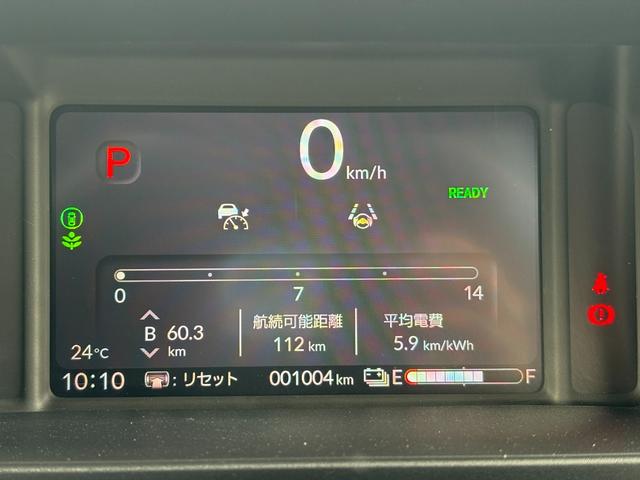 0 km/h
P
READY
0 7 14
B 60.3 km
航続可能距離
112 km
平均電費
5.9 km/kWh
24℃
10:10 : リセット 001004 km E F